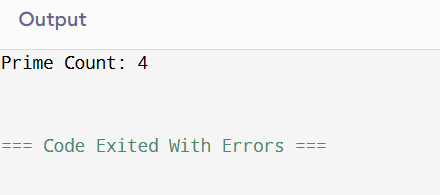 Output
Prime Count: 4
=== Code Exited With Errors ===